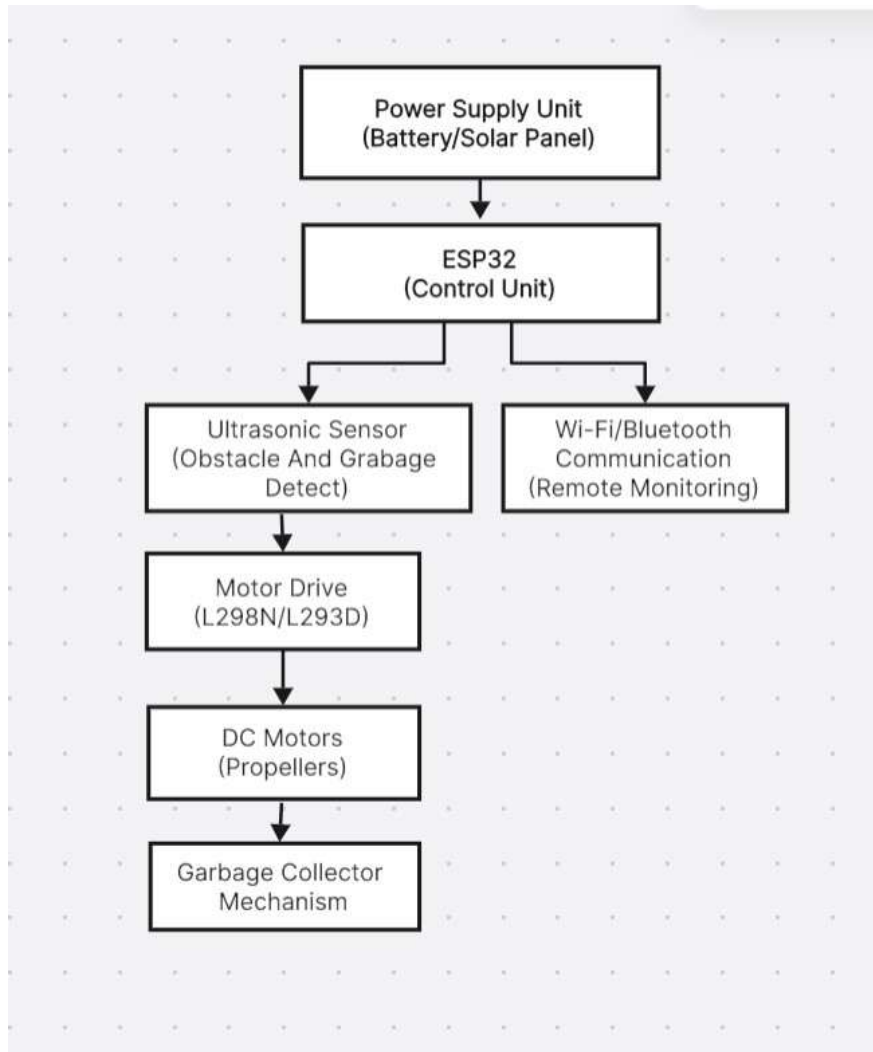 Power Supply Unit
(Battery/Solar Panel)
ESP32
(Control Unit)
Ultrasonic Sensor
(Obstacle And Grabage
Detect)
Wi-Fi/Bluetooth
Communication
(Remote Monitoring)
Motor Drive
(L298N/L293D)
DC Motors
(Propellers)
Garbage Collector
Mechanism